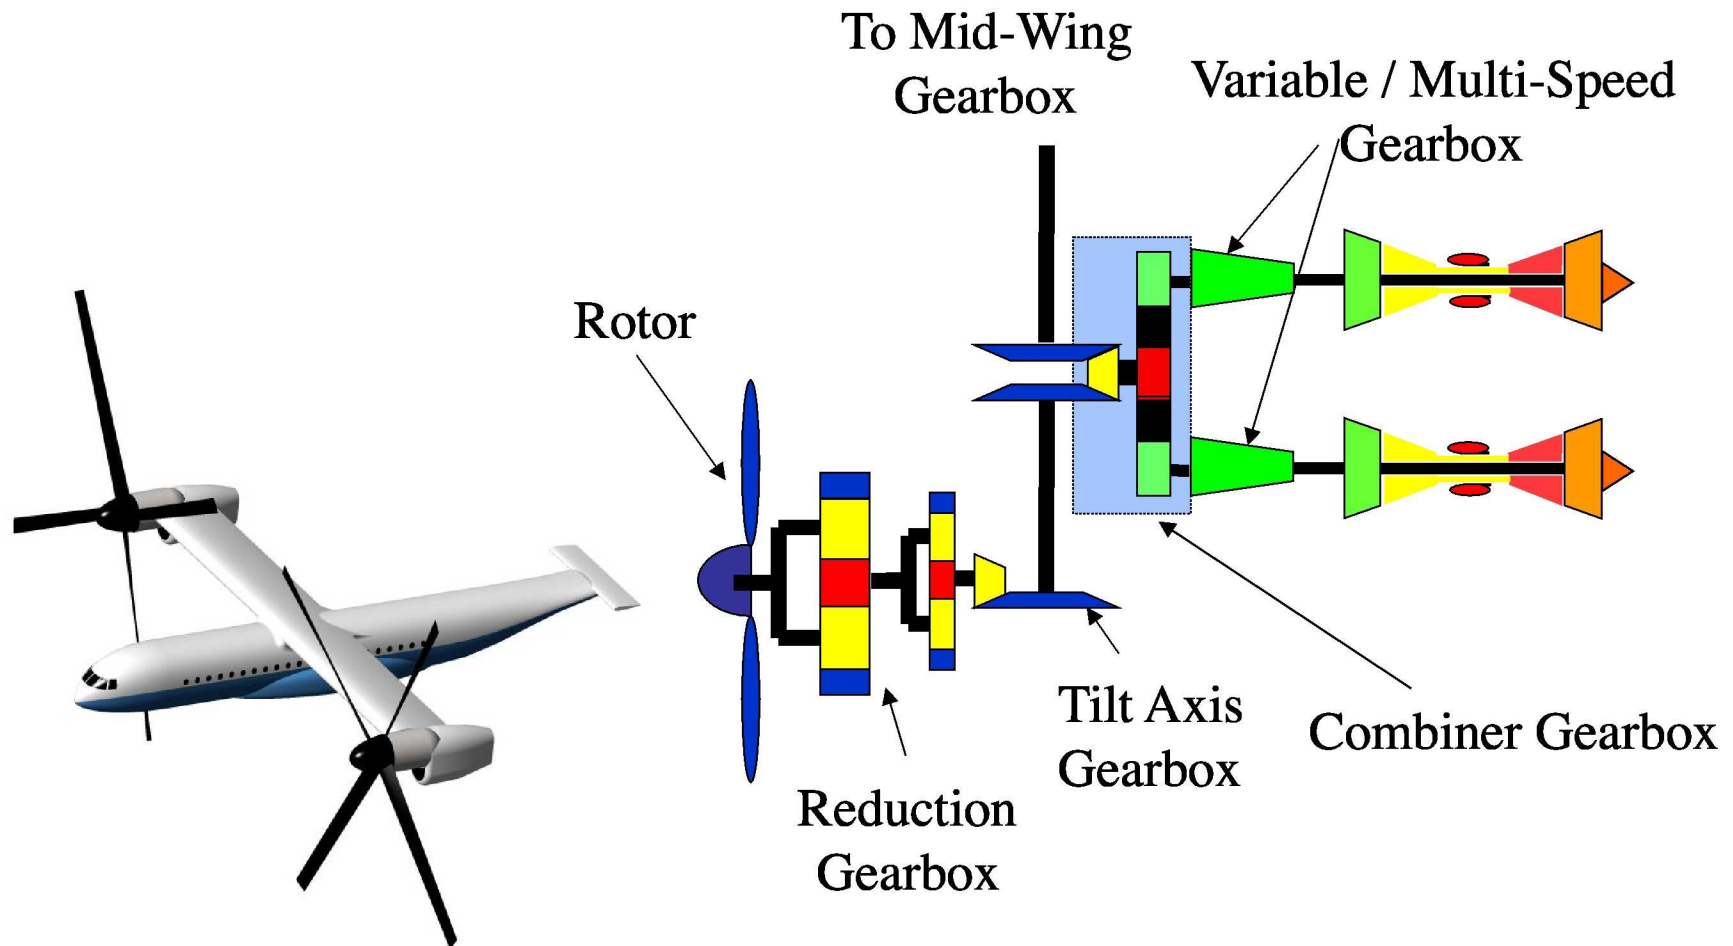 To Mid-Wing
Gearbox
Variable / Multi-Speed
Gearbox
Rotor
Tilt Axis
Gearbox
Combiner Gearbox
Reduction
Gearbox